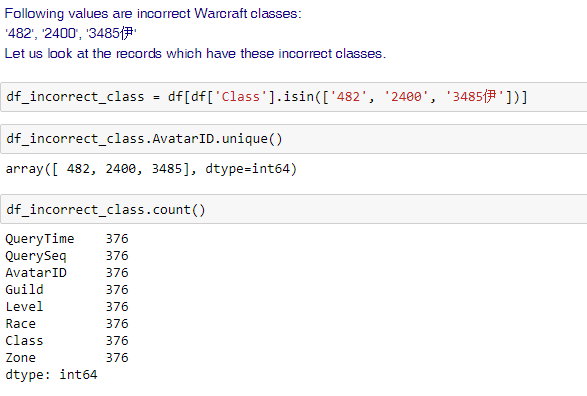 Following values are incorrect Warcraft classes:
'482', '2400', '3485伊'
Let us look at the records which have these incorrect classes.
df_incorrect_class = df[df['Class'].isin(['482', '2400', '3485伊'])]
df_incorrect_class.AvatarID.unique()
array([ 482, 2400, 3485], dtype=int64)
df_incorrect_class.count()
QueryTime    376
QuerySeq     376
AvatarID     376
Guild        376
Level        376
Race         376
Class        376
Zone         376
dtype: int64